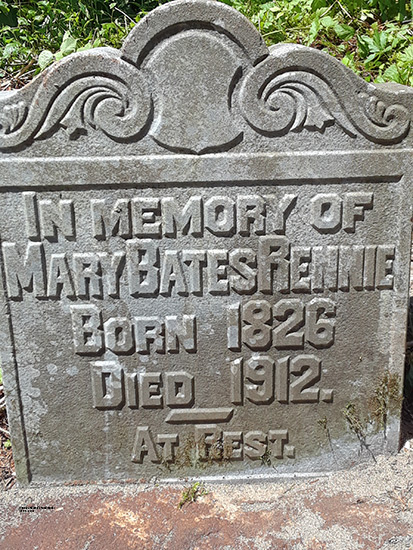 In Memory Of
Mary Bates Rennie
Born 1826
Died 1912.
At Rest.